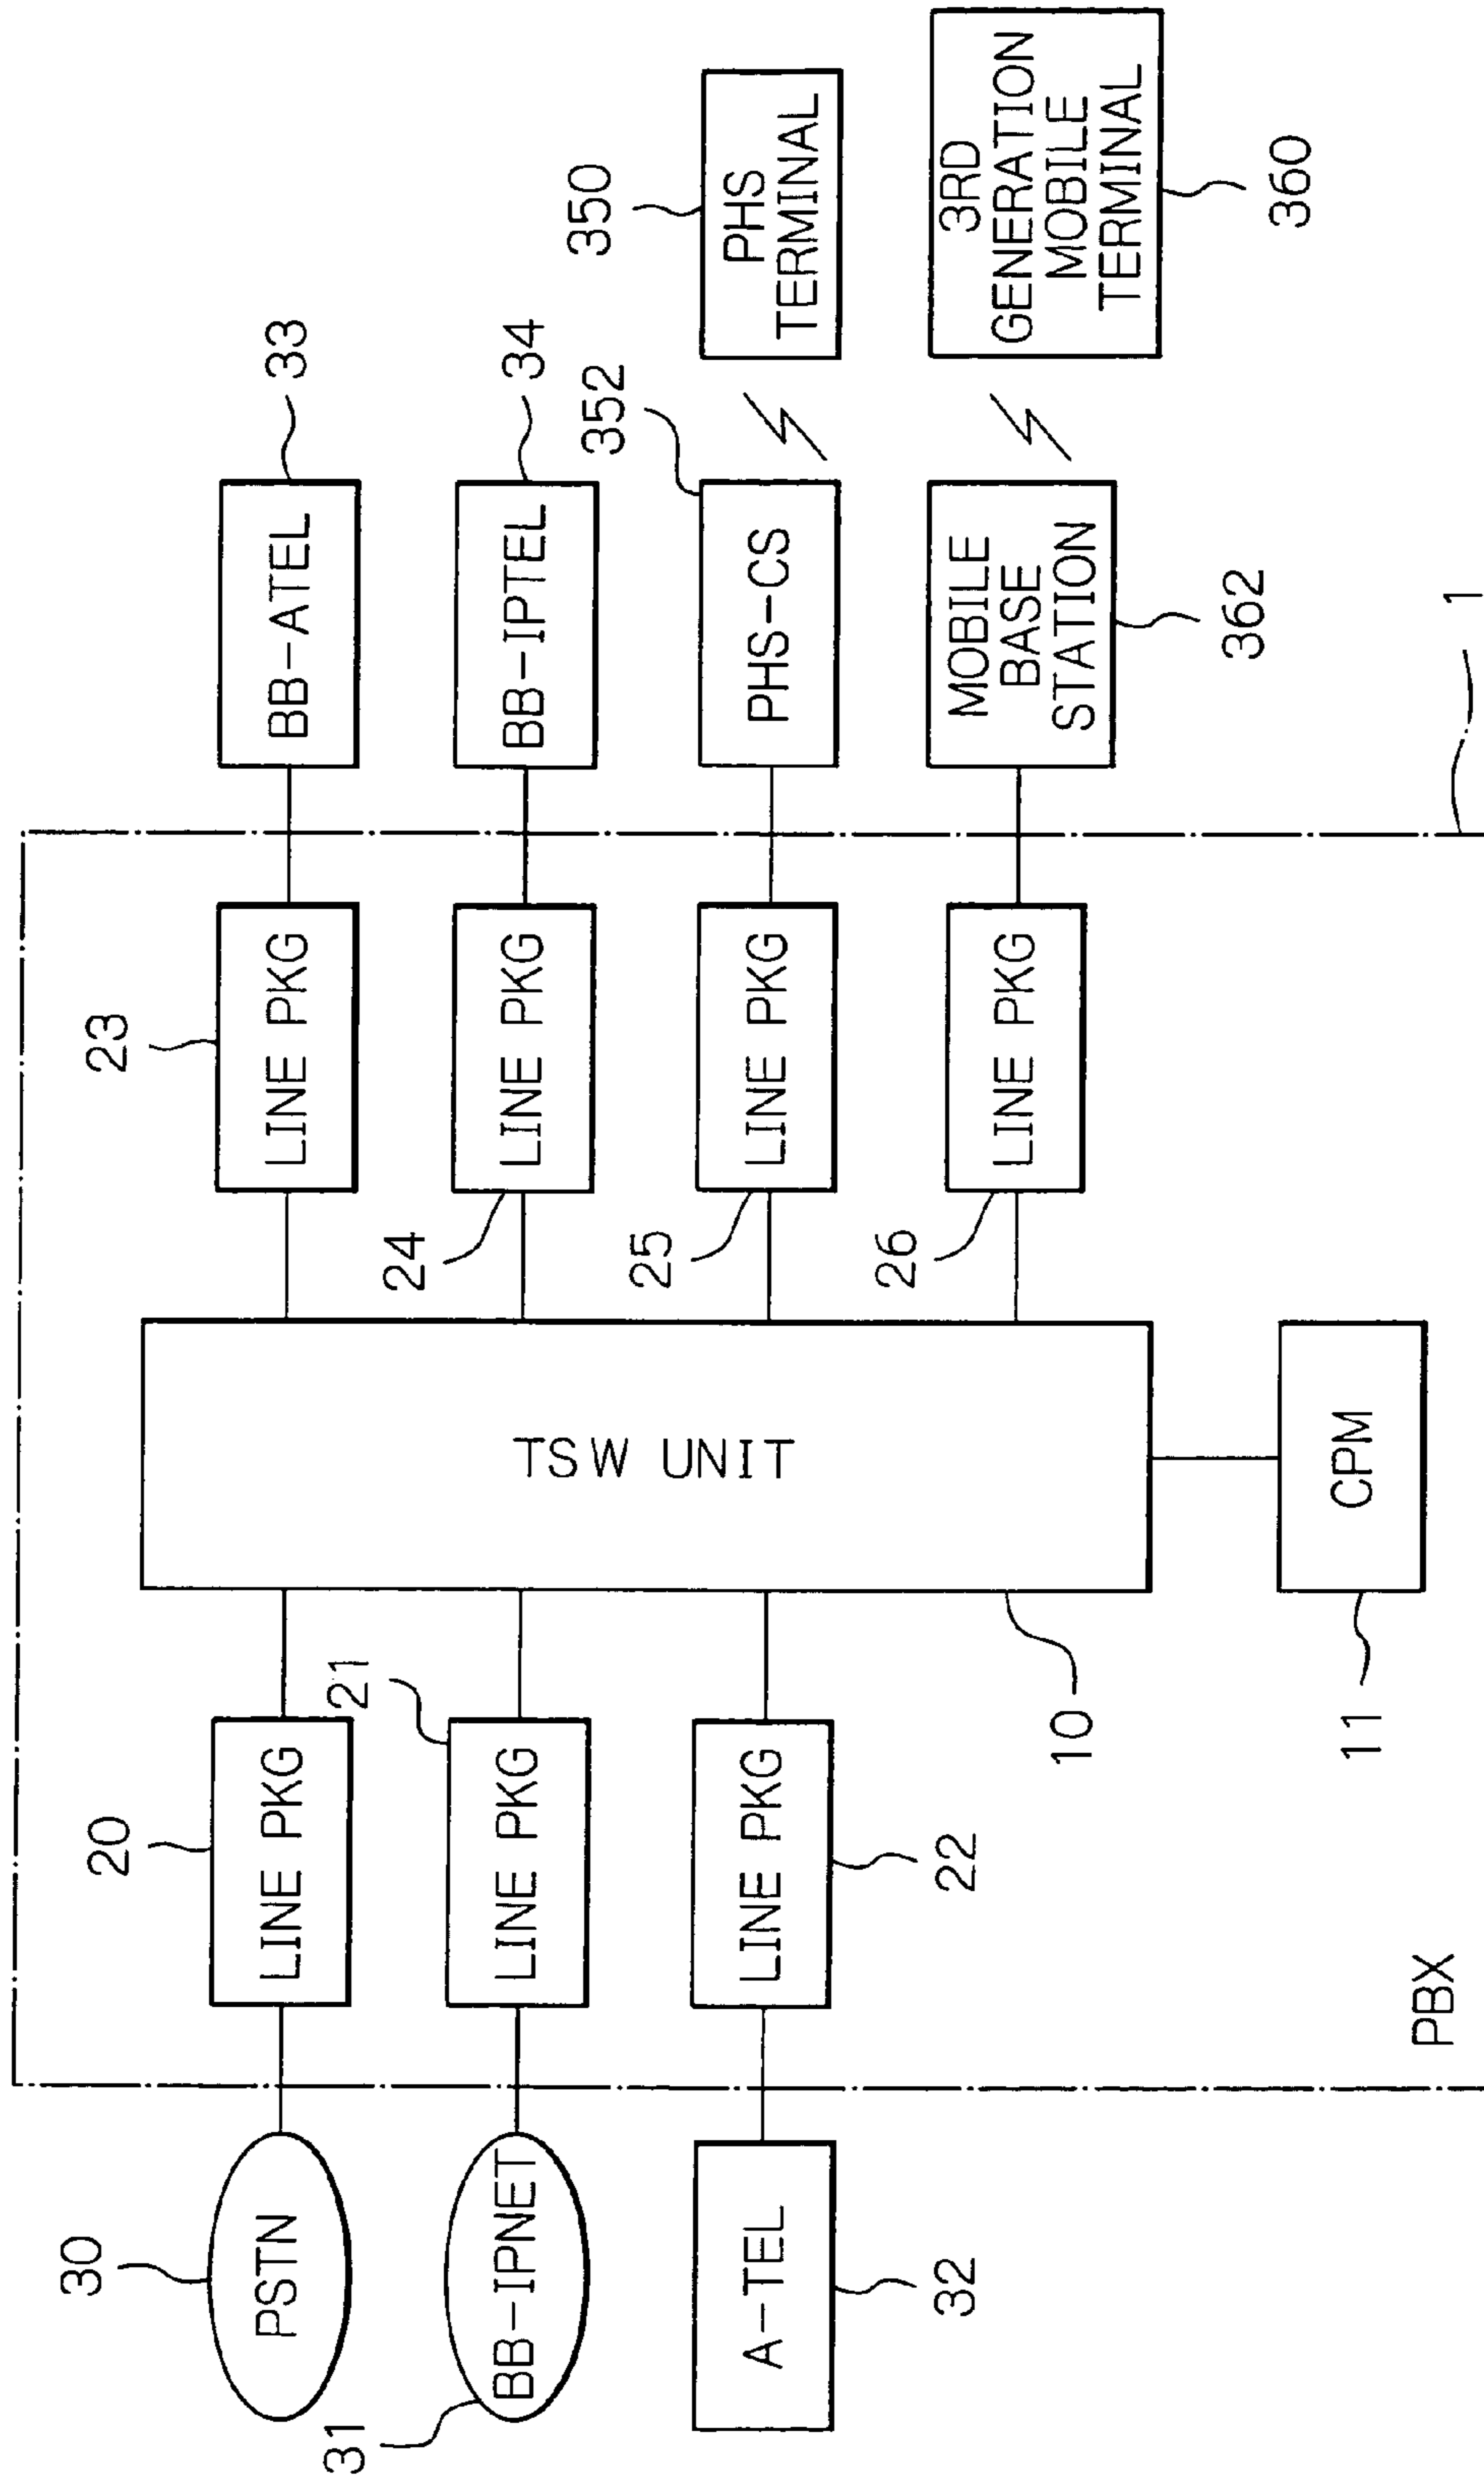 30
PSTN
20
LINE PKG
23
LINE PKG
BB-ATEL
33
31
BB-IPNET
21
LINE PKG
24
LINE PKG
BB-IPTEL
34
A-TEL
32
LINE PKG
22
TSW UNIT
10
25
LINE PKG
352
PHS-CS
350
PHS
TERMINAL
26
LINE PKG
MOBILE
BASE
STATION
362
3RD
GENERATION
MOBILE
TERMINAL
360
CPM
11
PBX
1